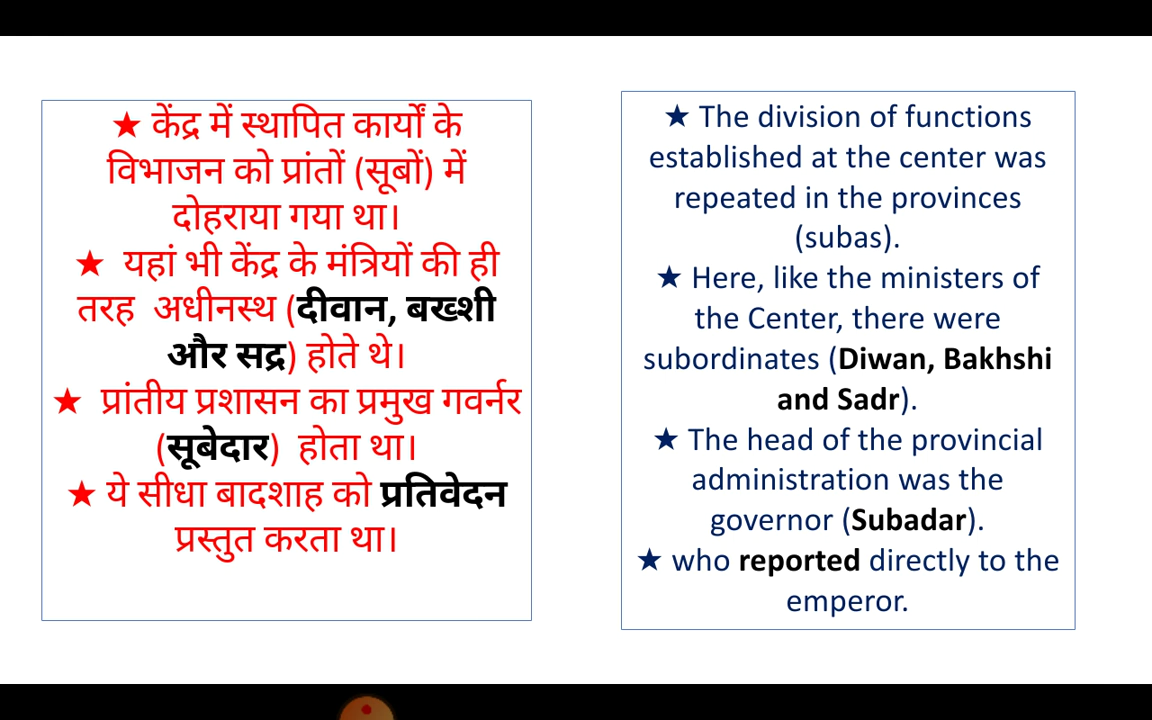 ★ केंद्र में स्थापित कार्यों के
विभाजन को प्रांतों (सूबों) में
दोहराया गया था।
★ यहां भी केंद्र के मंत्रियों की ही
तरह अधीनस्थ (दीवान, बख्शी
और सद्र) होते थे।
★ प्रांतीय प्रशासन का प्रमुख गवर्नर
(सूबेदार) होता था।
★ ये सीधा बादशाह को प्रतिवेदन
प्रस्तुत करता था।
★ The division of functions
established at the center was
repeated in the provinces
(subas).
★ Here, like the ministers of
the Center, there were
subordinates (Diwan, Bakhshi
and Sadr).
★ The head of the provincial
administration was the
governor (Subadar).
★ who reported directly to the
emperor.